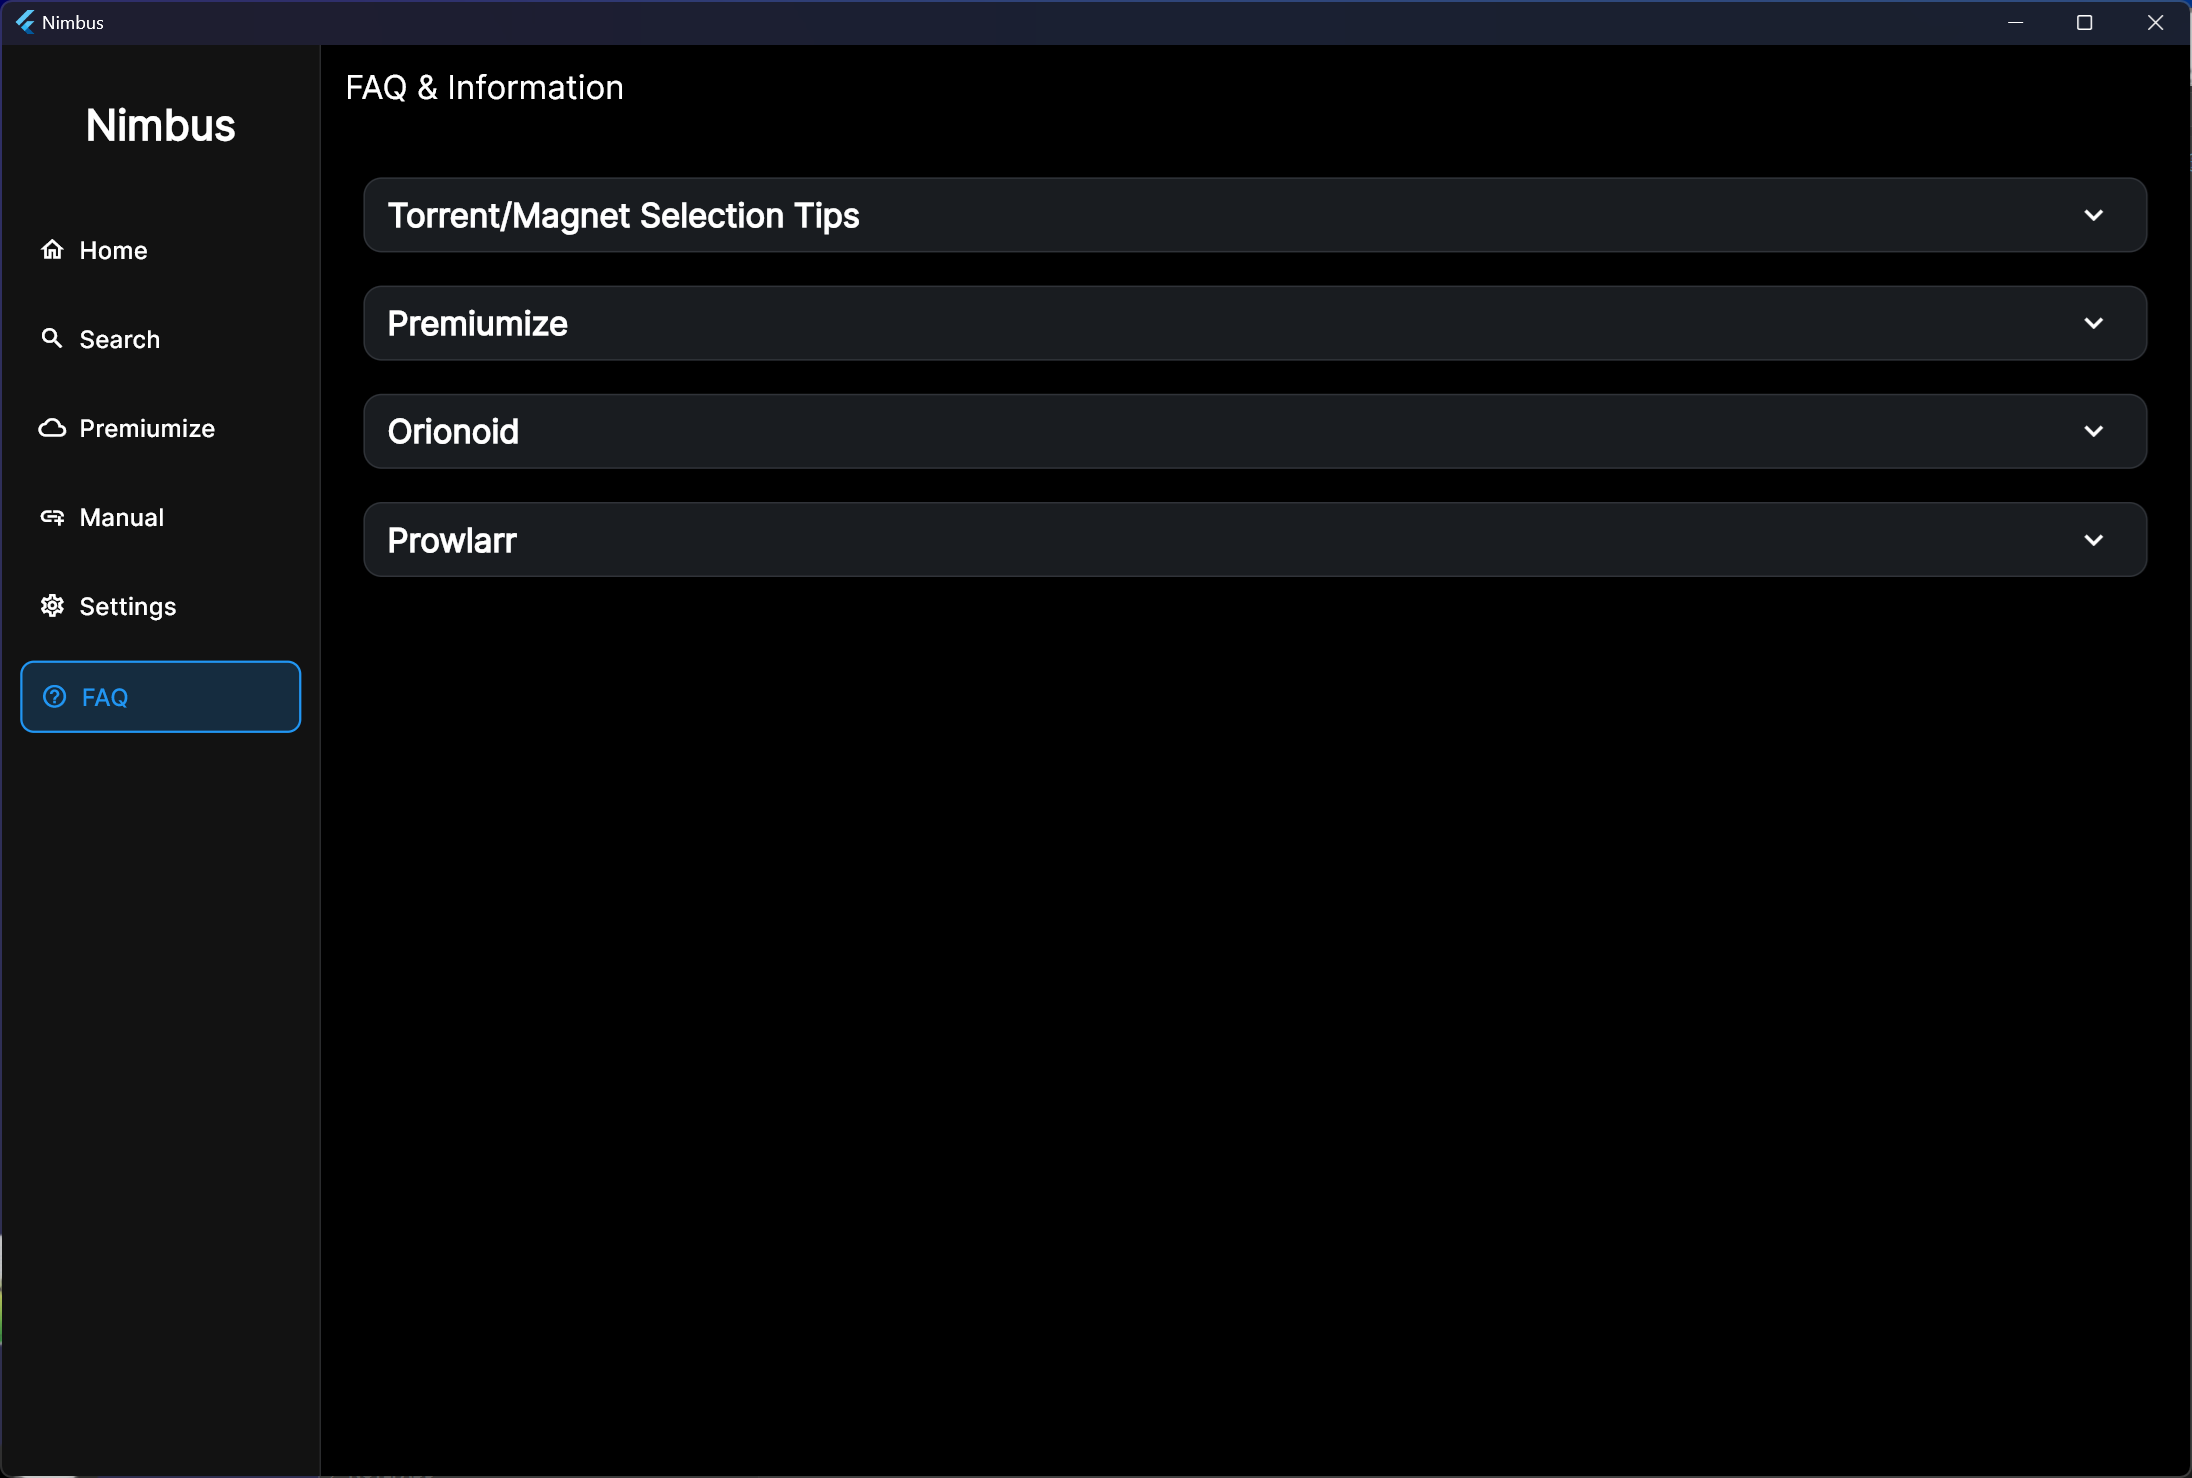 Nimbus
Nimbus
Home
Search
Premiumize
Manual
Settings
FAQ
FAQ & Information
Torrent/Magnet Selection Tips
Premiumize
Orionoid
Prowlarr